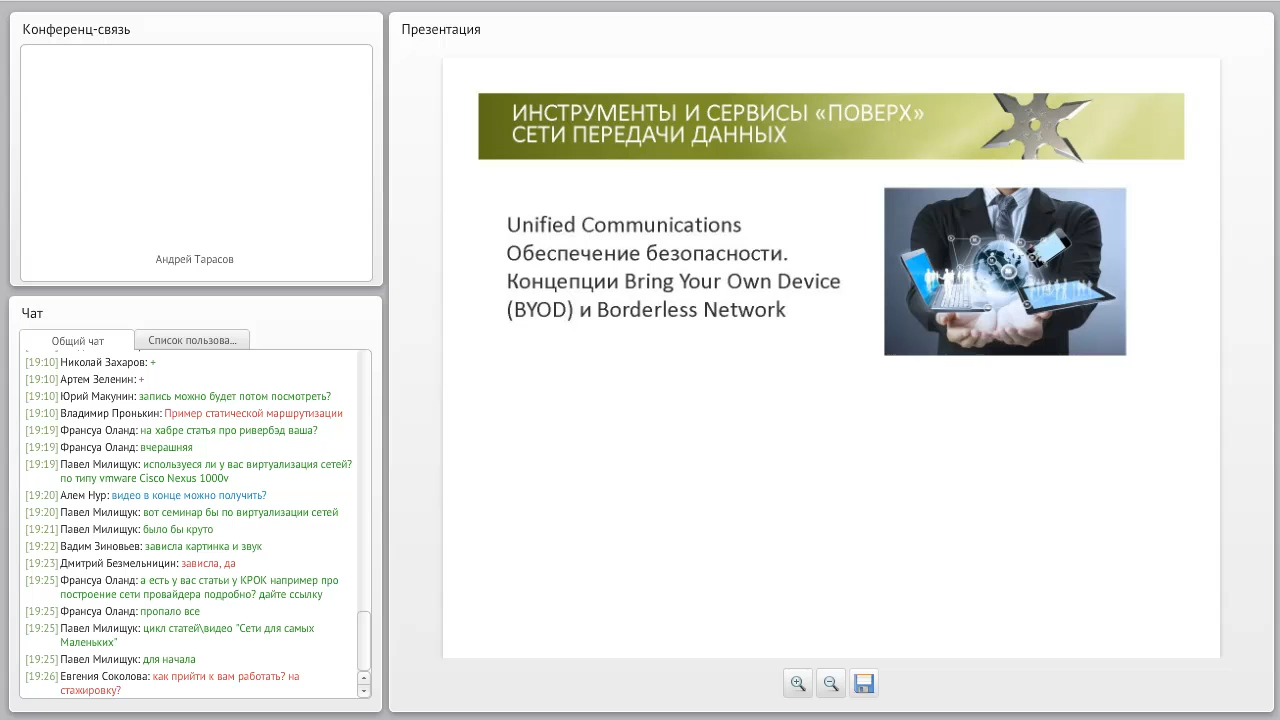 Конференц-связь
Андрей Тарасов
Чат
Общий чат
Список пользова...
[19:10] Николай Захаров: +
[19:10] Артем Зеленин: +
[19:10] Юрий Макунин: запись можно будет потом посмотреть?
[19:10] Владимир Пронькин: Пример статической маршрутизации
[19:19] Франсуа Оланд: на хабре статья про ривербэд ваша?
[19:19] Франсуа Оланд: вчерашняя
[19:19] Павел Милищук: используеся ли у вас виртуализация сетей?
по типу vmware Cisco Nexus 1000v
[19:20] Алем Нур: видео в конце можно получить?
[19:20] Павел Милищук: вот семинар бы по виртуализации сетей
[19:21] Павел Милищук: было бы круто
[19:22] Вадим Зиновьев: зависла картинка и звук
[19:23] Дмитрий Безмельницин: зависла, да
[19:25] Франсуа Оланд: а есть у вас статьи у КРОК например про
построение сети провайдера подробно? дайте ссылку
[19:25] Франсуа Оланд: пропало все
[19:25] Павел Милищук: цикл статей\видео "Сети для самых
Маленьких"
[19:25] Павел Милищук: для начала
[19:26] Евгения Соколова: как прийти к вам работать? на
стажировку?
Презентация
ИНСТРУМЕНТЫ И СЕРВИСЫ «ПОВЕРХ»
СЕТИ ПЕРЕДАЧИ ДАННЫХ
Unified Communications
Обеспечение безопасности.
Концепции Bring Your Own Device
(BYOD) и Borderless Network